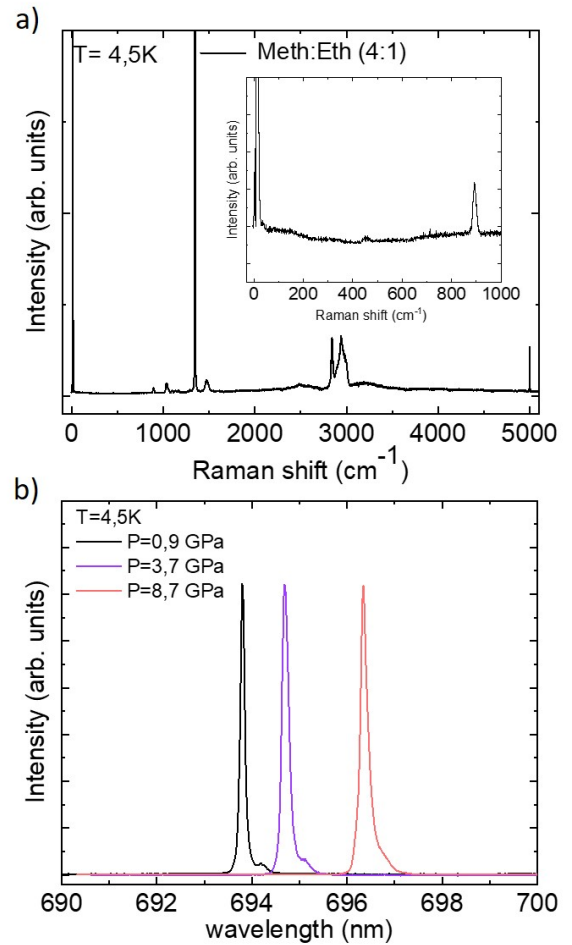 a)
T= 4,5K
Meth:Eth (4:1)
Intensity (arb. units)
Intensity (arb. units)
0 200 400 600 800 1000
Raman shift (cm-1)
0 1000 2000 3000 4000 5000
Raman shift (cm-1)
b)
T=4,5K
P=0,9 GPa
P=3,7 GPa
P=8,7 GPa
Intensity (arb. units)
690 692 694 696 698 700
wavelength (nm)